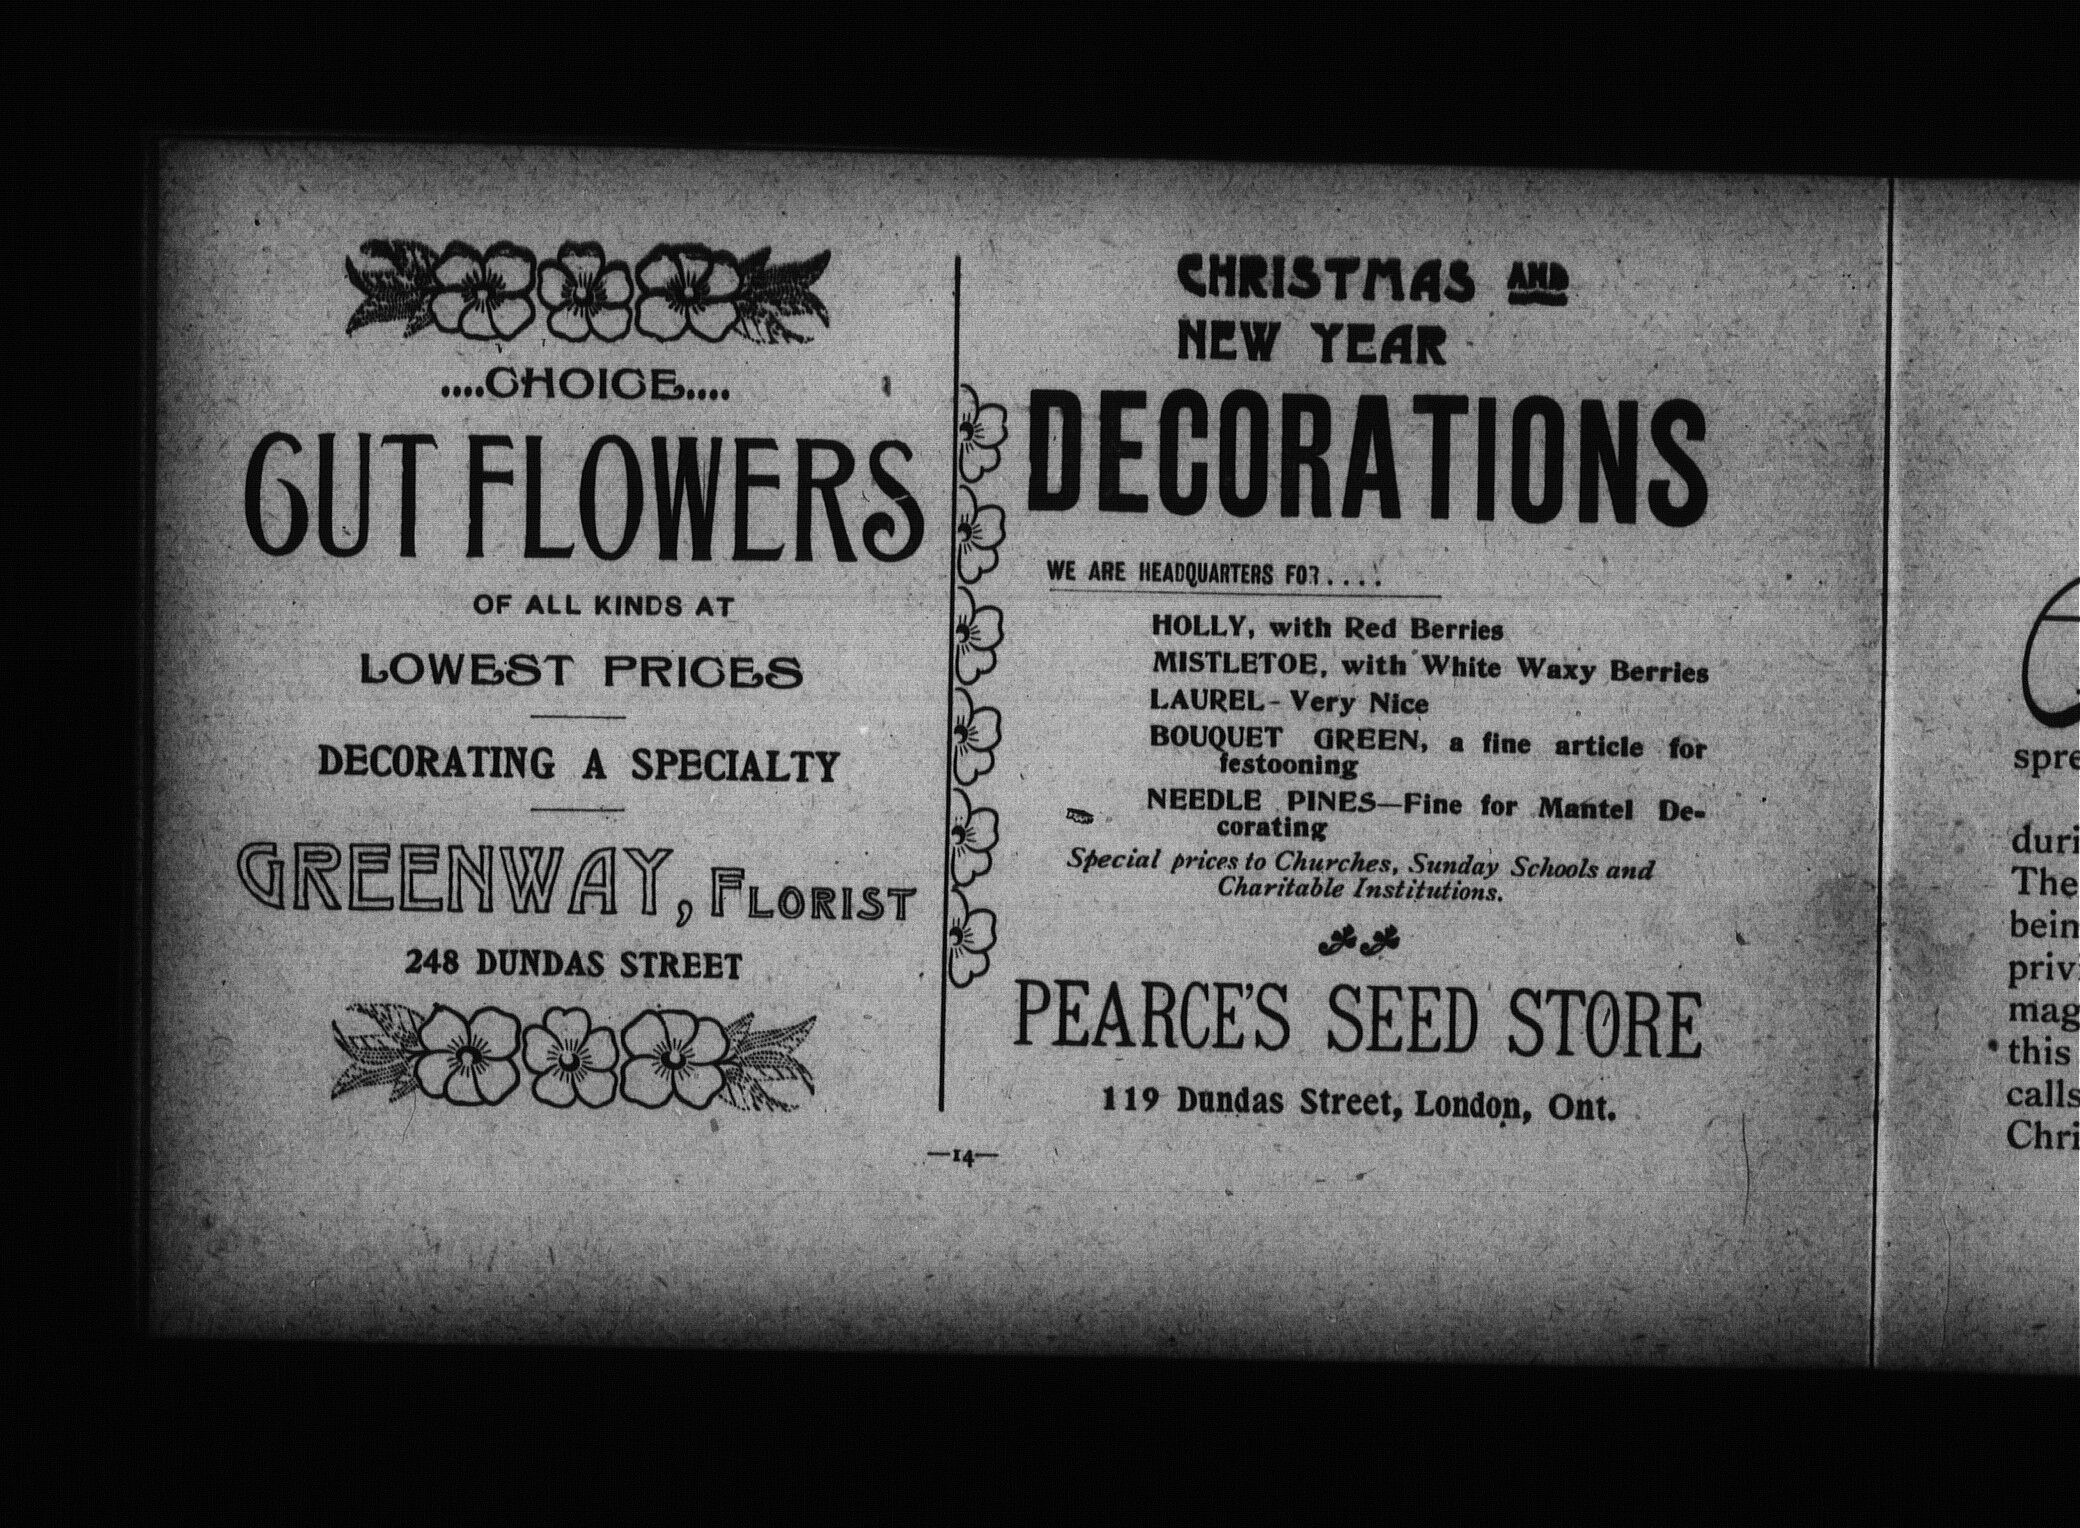 ....CHOICE....
CUT FLOWERS
OF ALL KINDS AT
LOWEST PRICES
DECORATING A SPECIALTY
GREENWAY, FLORIST
248 DUNDAS STREET
CHRISTMAS AND
NEW YEAR
DECORATIONS
WE ARE HEADQUARTERS FOR....
HOLLY, with Red Berries
MISTLETOE, with White Waxy Berries
LAUREL - Very Nice
BOUQUET GREEN, a fine article for
festooning
NEEDLE PINES—Fine for Mantel De-
corating
Special prices to Churches, Sunday Schools and
Charitable Institutions.
PEARCE'S SEED STORE
119 Dundas Street, London, Ont.
—14—
spre
duri
The
bein
privi
mag
this
calls
Chri